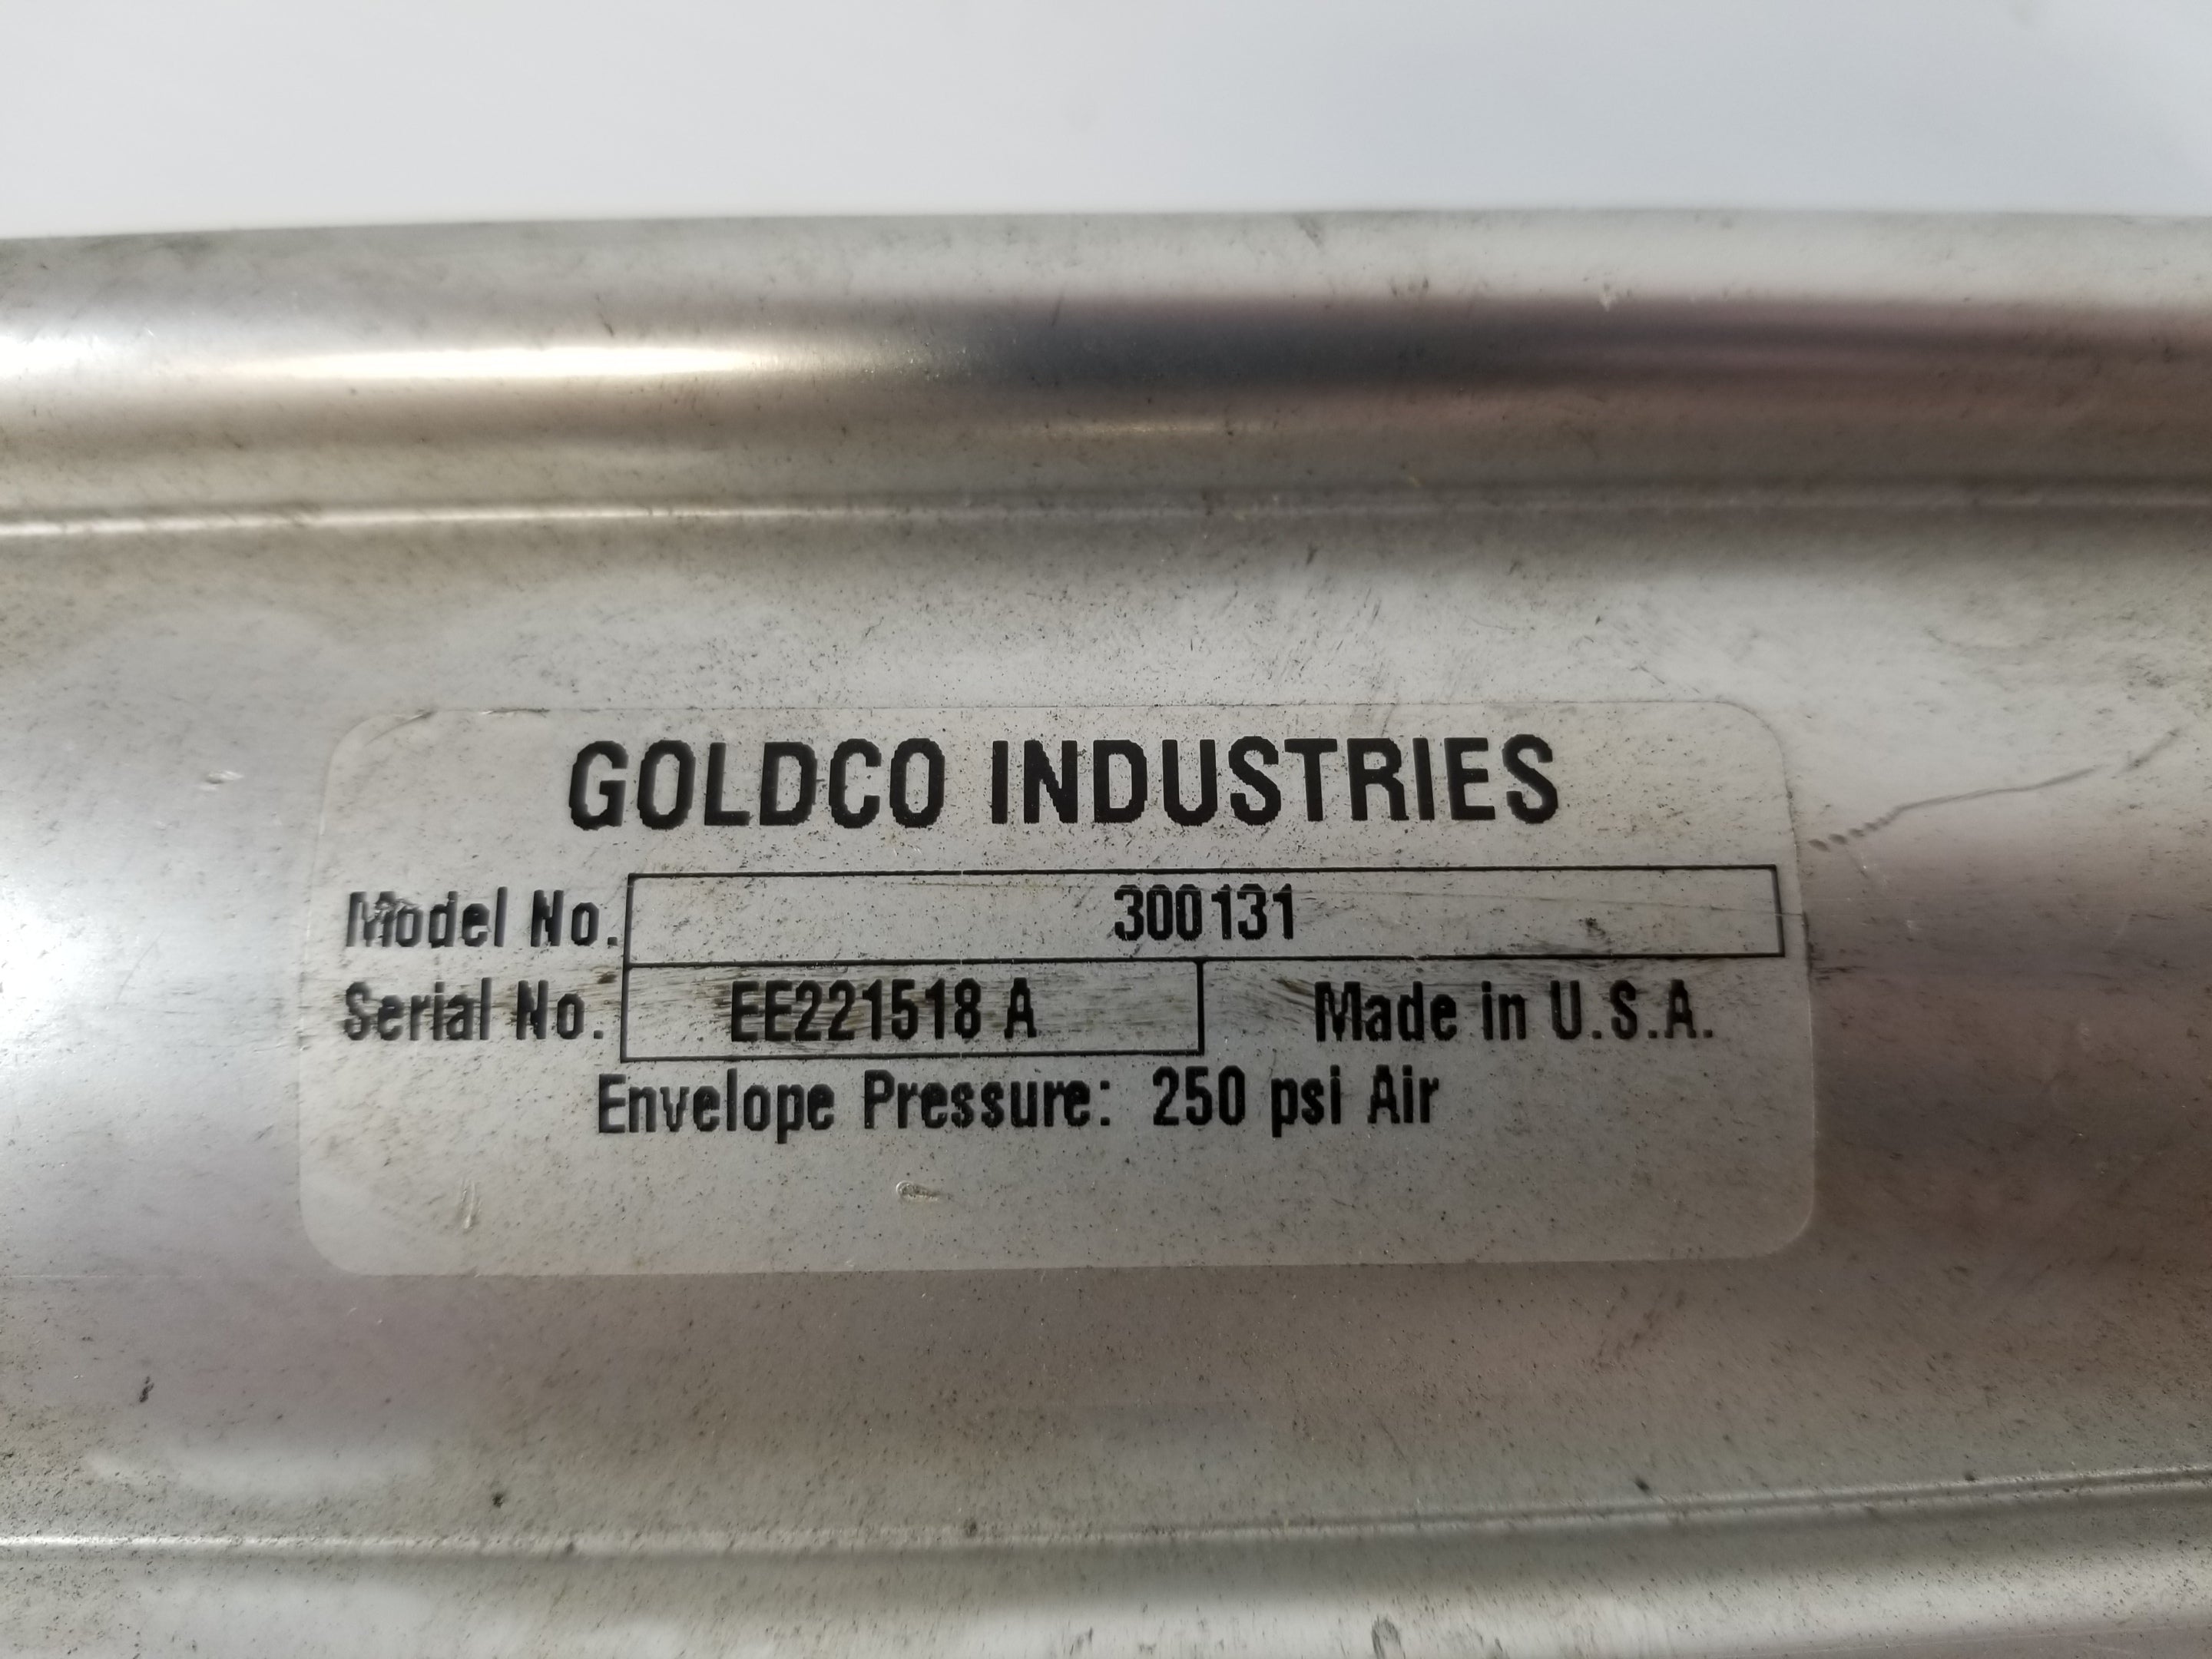 GOLDCO INDUSTRIES
Model No. 300131
Serial No. EE221518 A Made in U.S.A.
Envelope Pressure: 250 psi Air